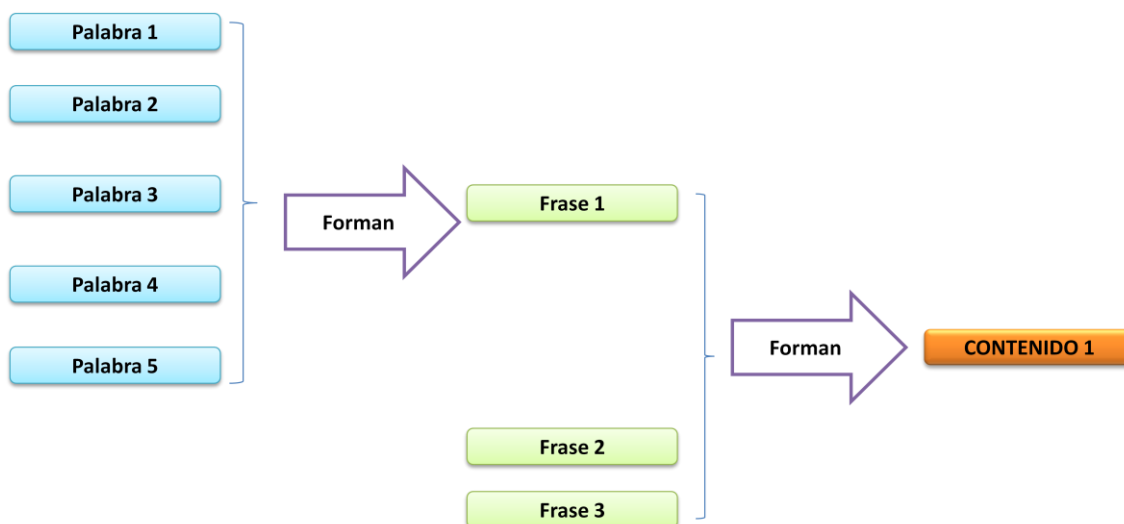 Palabra 1
Palabra 2
Palabra 3
Palabra 4
Palabra 5
Forman
Frase 1
Frase 2
Frase 3
Forman
CONTENIDO 1